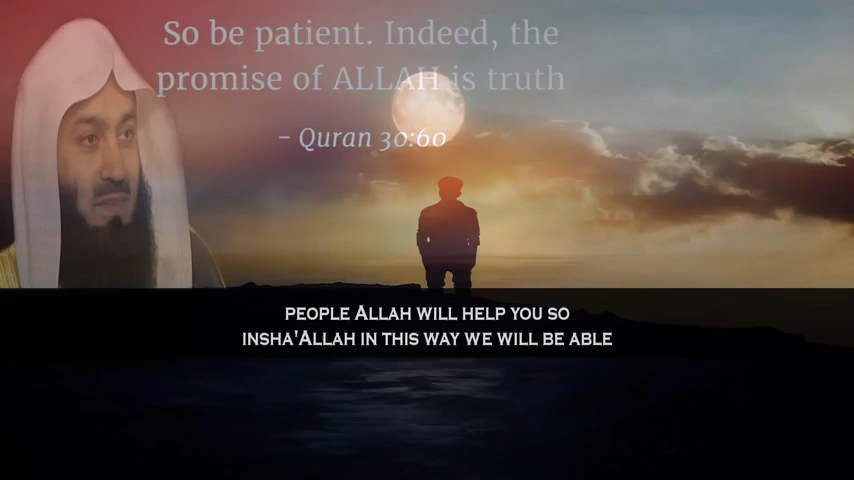 So be patient. Indeed, the
promise of ALLAH is truth
- Quran 30:60
PEOPLE ALLAH WILL HELP YOU SO
INSHA'ALLAH IN THIS WAY WE WILL BE ABLE